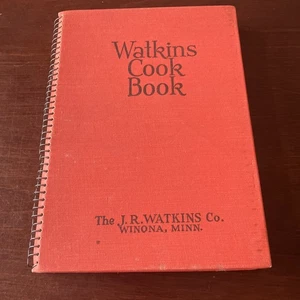 Watkins
Cook
Book
The J.R.WATKINS Co.
WINONA, MINN.